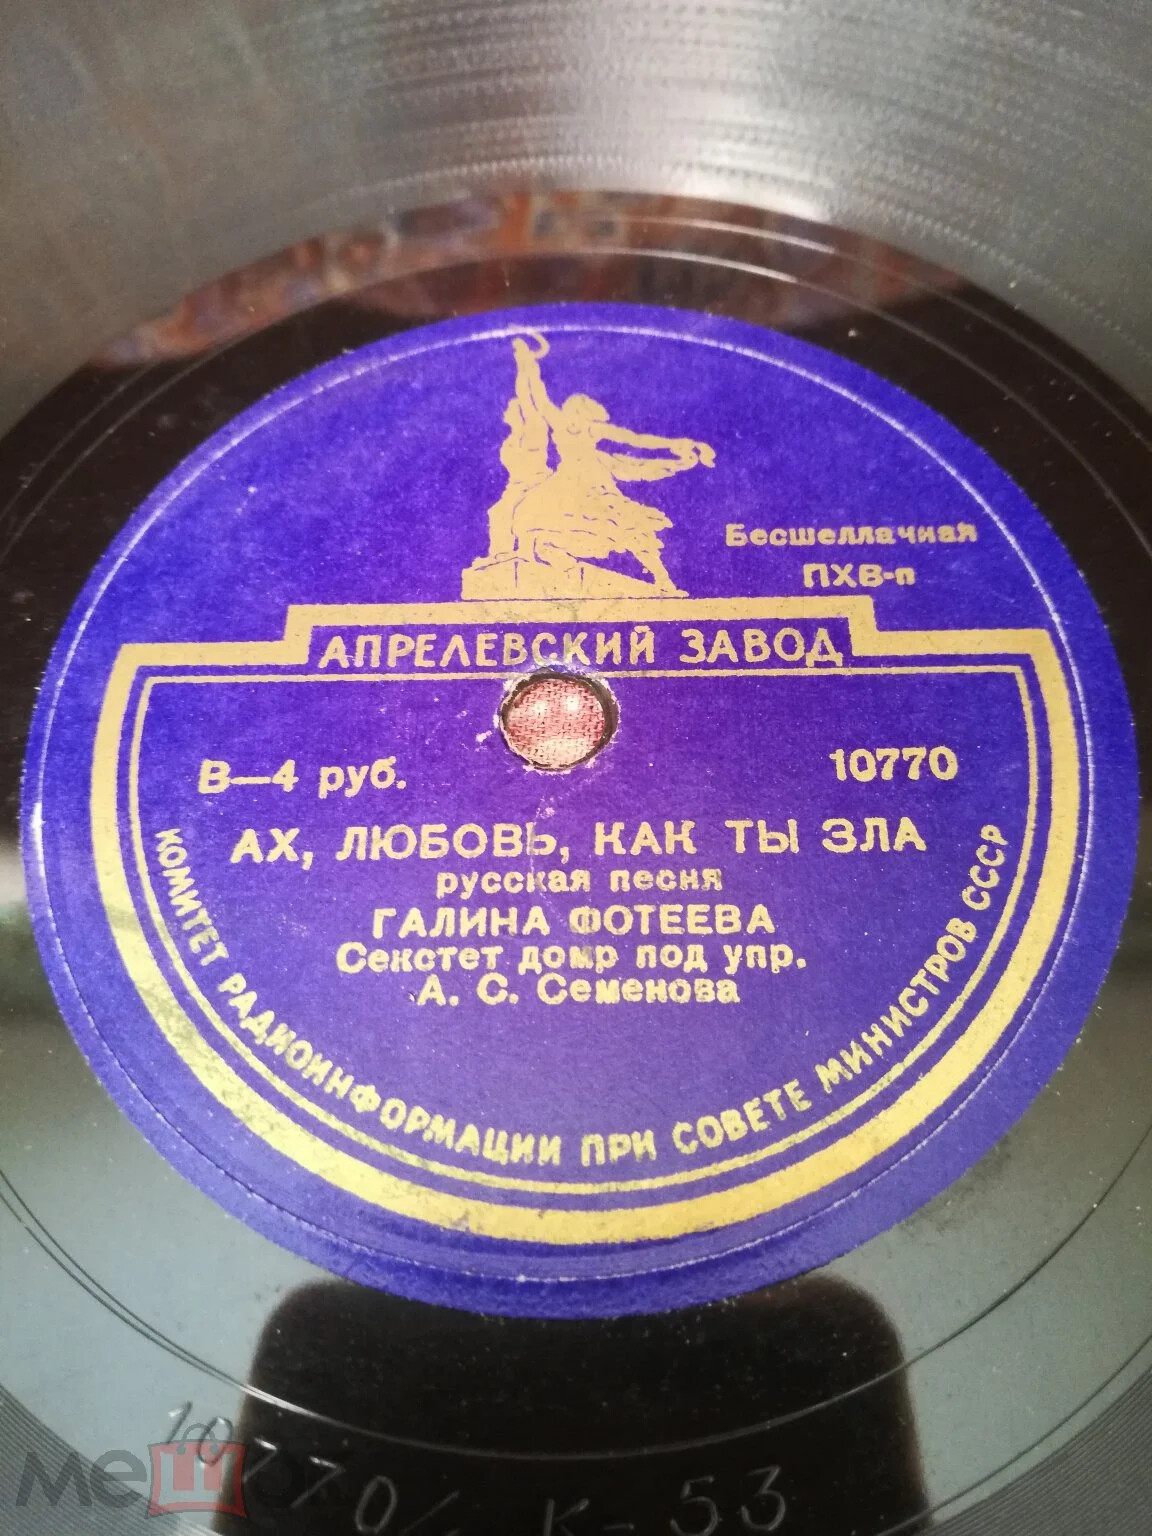 Бесшеллачная
ПХВ-п
АПРЕЛЕВСКИЙ ЗАВОД
В—4 руб.
10770
АХ, ЛЮБОВЬ, КАК ТЫ ЗЛА
русская песня
ГАЛИНА ФОТЕЕВА
Секстет домр под упр.
А. С. Семенова
КОМИТЕТ РАДИОИНФОРМАЦИИ ПРИ СОВЕТЕ МИНИСТРОВ СССР
10770/ К-53